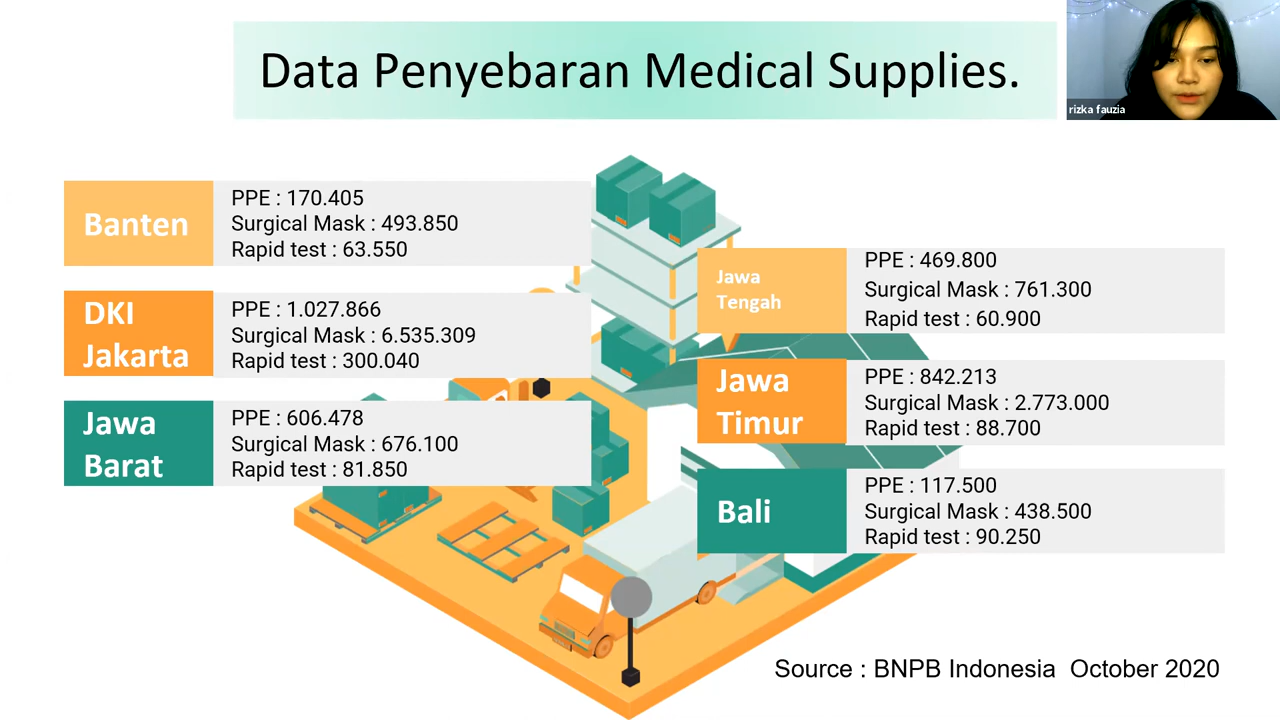 Data Penyebaran Medical Supplies.
rizka fauzia
Banten
PPE : 170.405
Surgical Mask : 493.850
Rapid test : 63.550
DKI
Jakarta
PPE : 1.027.866
Surgical Mask : 6.535.309
Rapid test : 300.040
Jawa
Barat
PPE : 606.478
Surgical Mask : 676.100
Rapid test : 81.850
Jawa
Tengah
PPE : 469.800
Surgical Mask : 761.300
Rapid test : 60.900
Jawa
Timur
PPE : 842.213
Surgical Mask : 2.773.000
Rapid test : 88.700
Bali
PPE : 117.500
Surgical Mask : 438.500
Rapid test : 90.250
Source : BNPB Indonesia October 2020